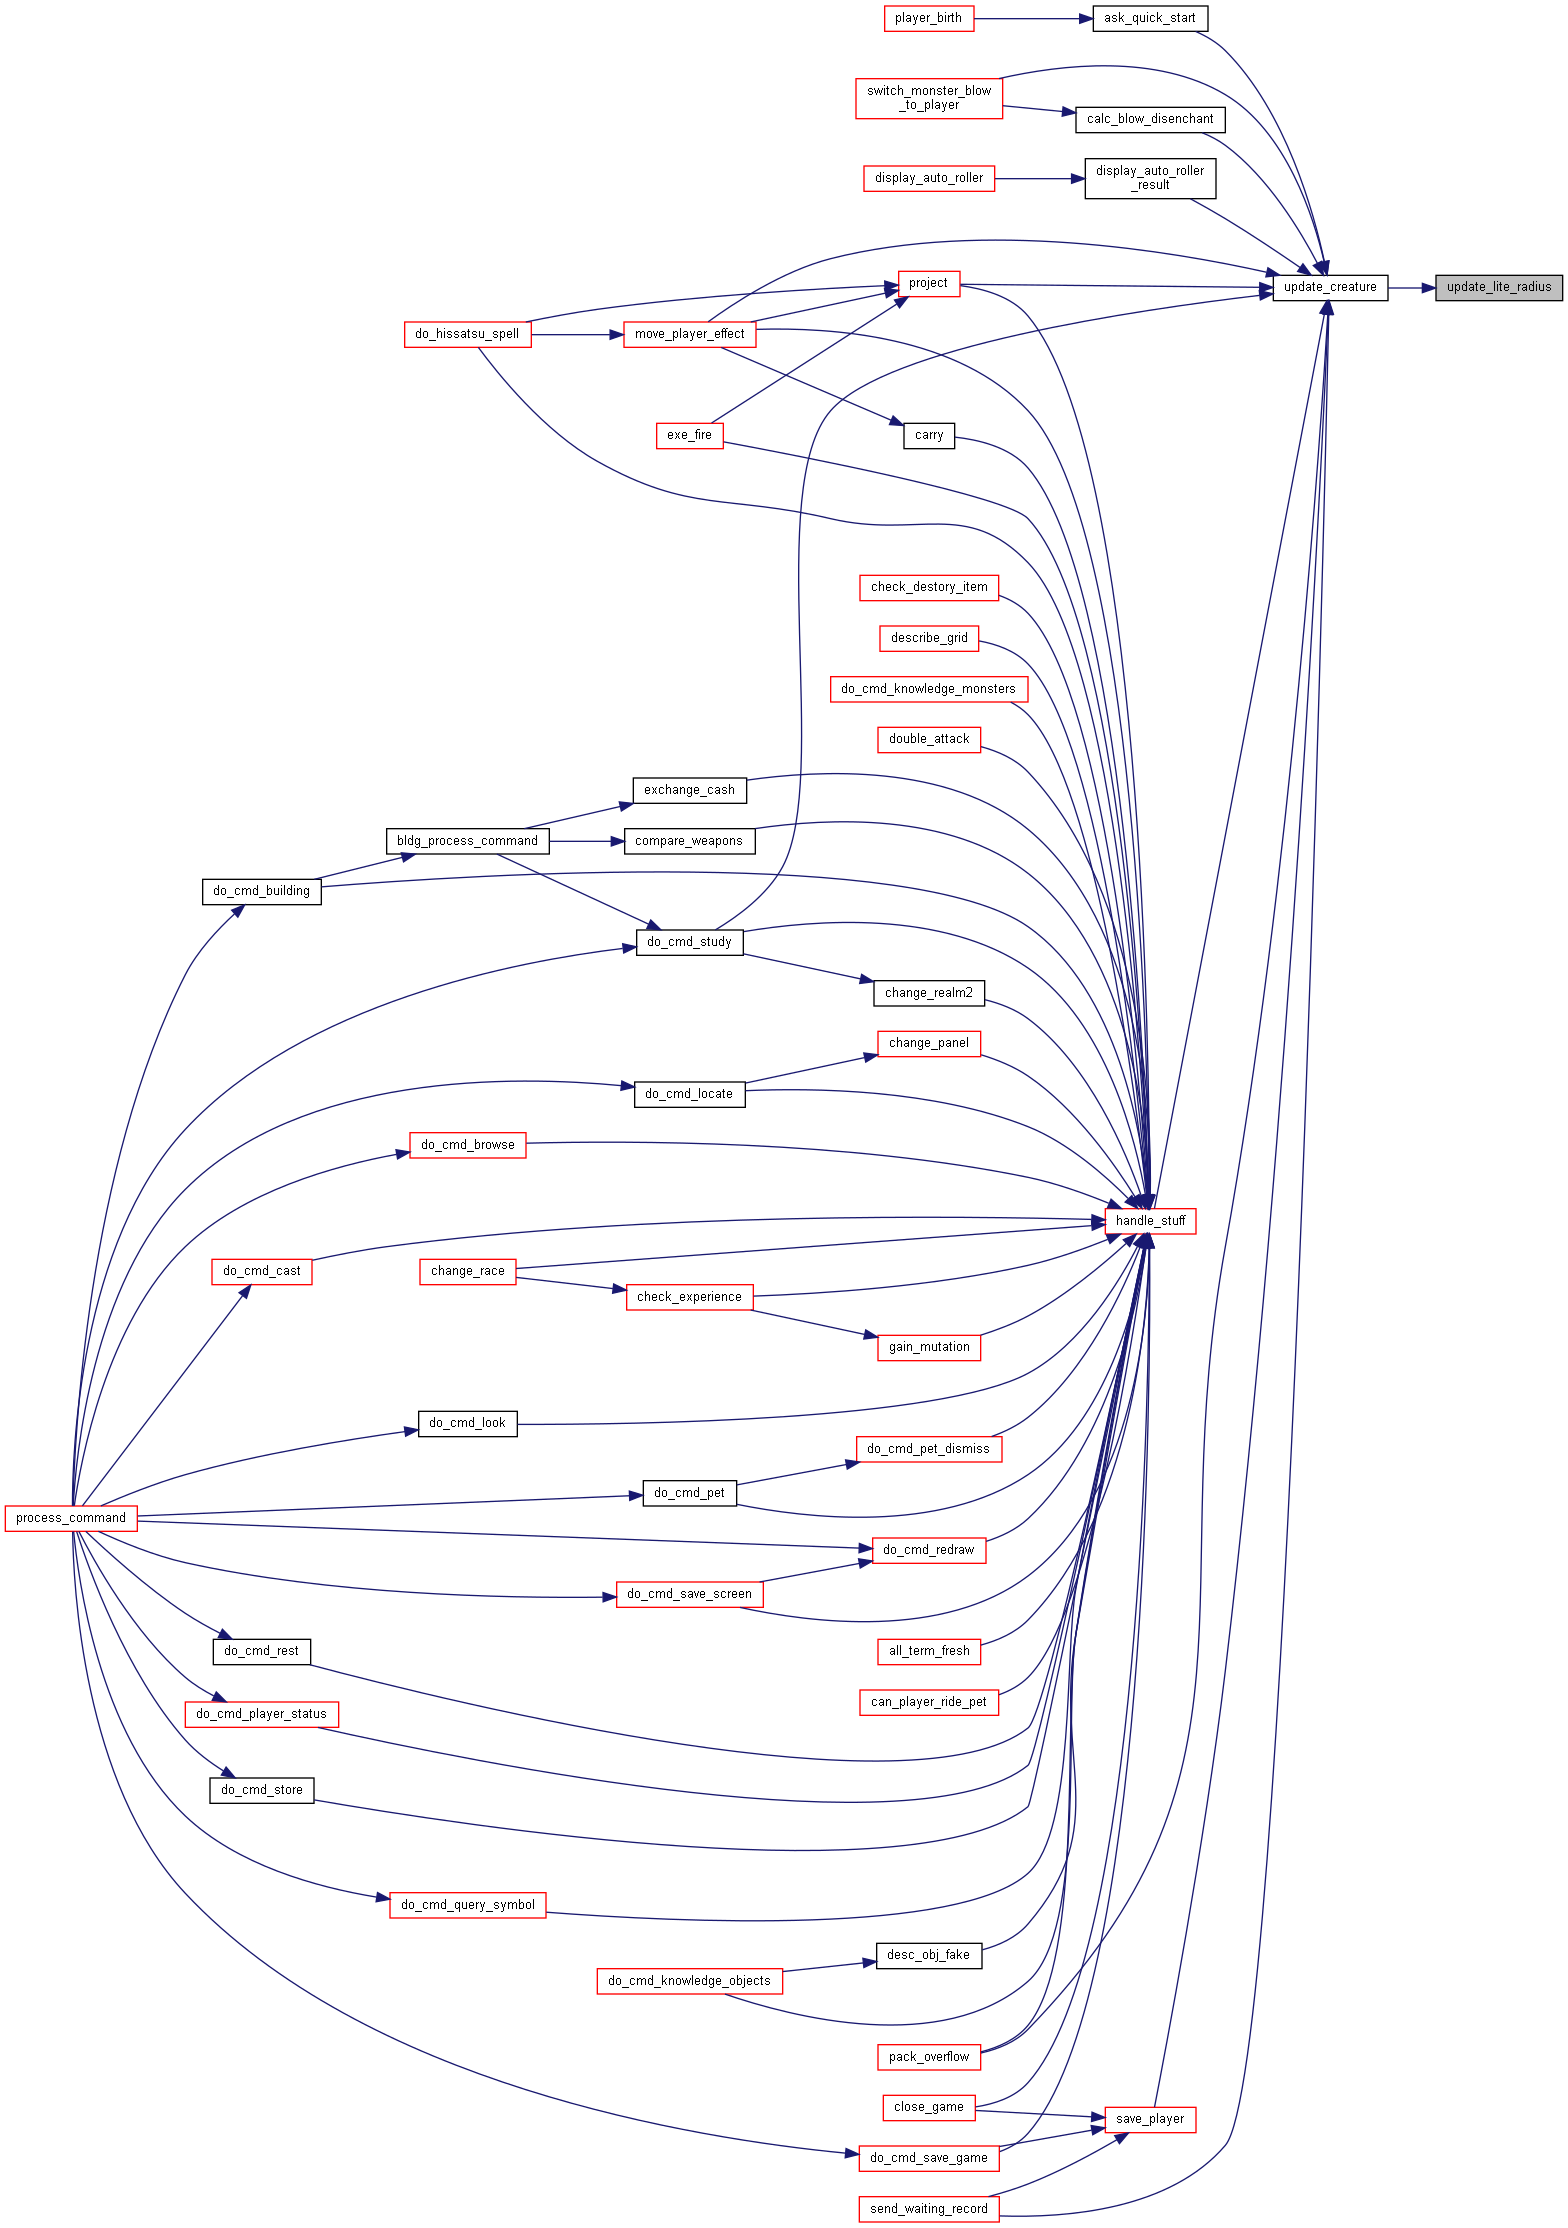 player_birth
ask_quick_start
switch_monster_blow
_to_player
calc_blow_disenchant
display_auto_roller
display_auto_roller
_result
project
update_creature
update_lite_radius
do_hissatsu_spell
move_player_effect
exe_fire
carry
check_destory_item
describe_grid
do_cmd_knowledge_monsters
double_attack
exchange_cash
bldg_process_command
compare_weapons
do_cmd_building
do_cmd_study
change_realm2
change_panel
do_cmd_locate
do_cmd_browse
handle_stuff
do_cmd_cast
change_race
check_experience
gain_mutation
do_cmd_look
do_cmd_pet_dismiss
do_cmd_pet
process_command
do_cmd_redraw
do_cmd_save_screen
do_cmd_rest
all_term_fresh
can_player_ride_pet
do_cmd_player_status
do_cmd_store
do_cmd_query_symbol
desc_obj_fake
do_cmd_knowledge_objects
pack_overflow
close_game
save_player
do_cmd_save_game
send_waiting_record